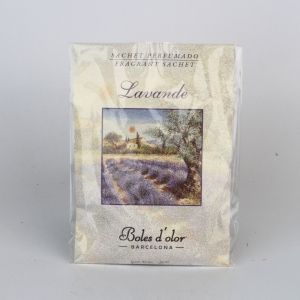 SACHET PERFUMADO
FRAGRANT SACHET
Lavande
Boles d'olor
BARCELONA